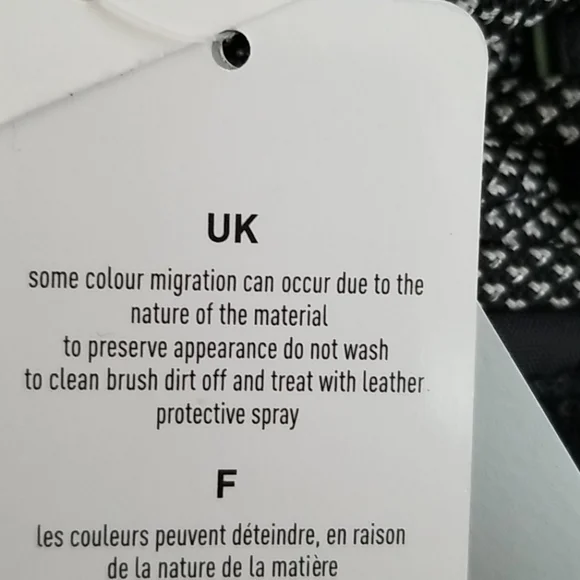 UK
some colour migration can occur due to the
nature of the material
to preserve appearance do not wash
to clean brush dirt off and treat with leather
protective spray
F
les couleurs peuvent déteindre, en raison
de la nature de la matière